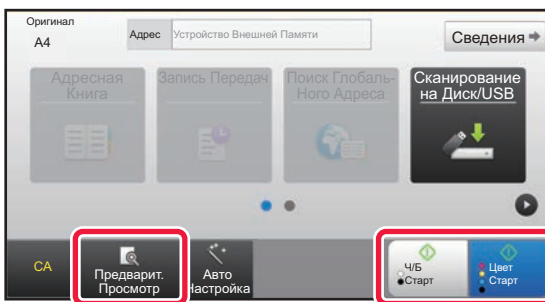 Оригинал
A4
Адрес Устройство Внешней Памяти
Сведения
Адресная
Книга
Запись Передач
Поиск Глобаль-
Ного Адреса
Сканирование
на Диск/USB
CA
Предварит.
Просмотр
Авто
Настройка
Ч/Б
Старт
Цвет
Старт